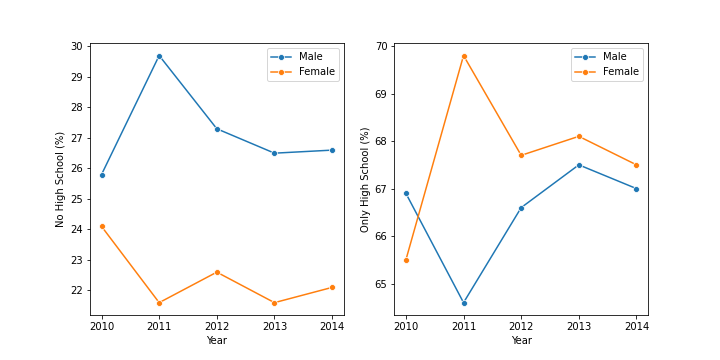 No High School (%)
30
29
28
27
26
25
24
23
22
2010 2011 2012 2013 2014
Year
Male
Female
Only High School (%)
70
69
68
67
66
65
2010 2011 2012 2013 2014
Year
Male
Female